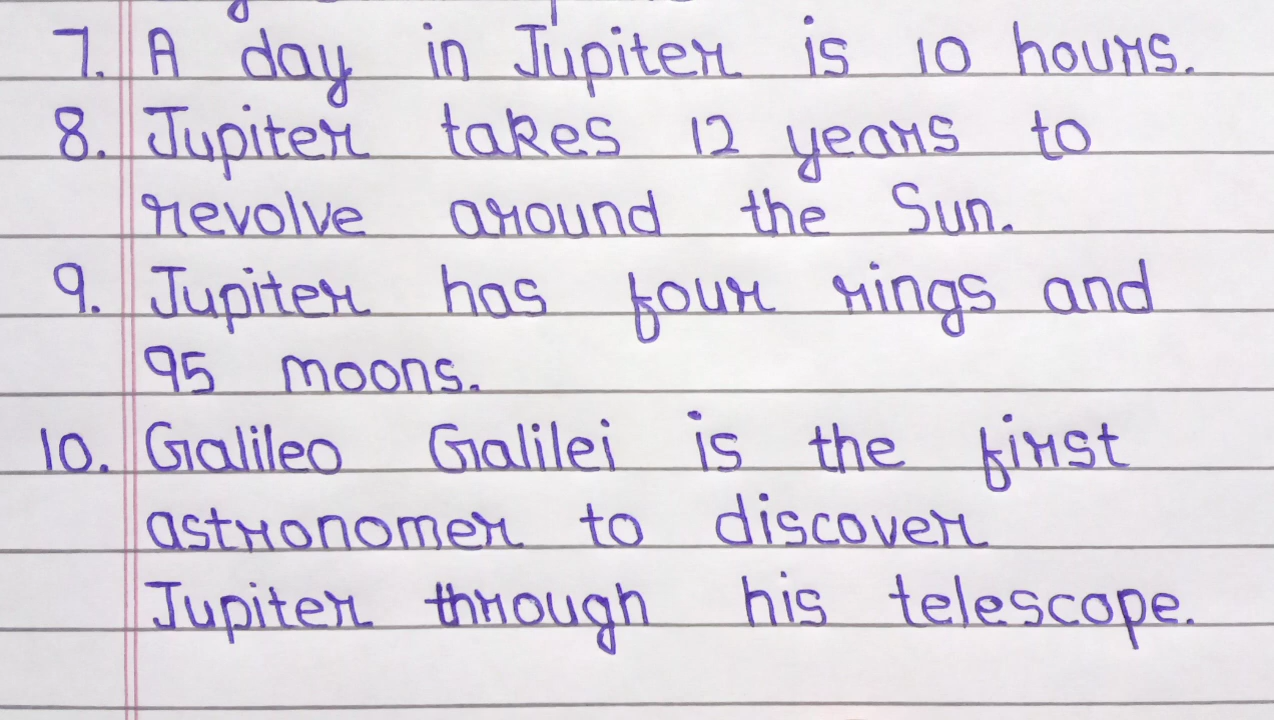 7. A day in Jupiter is 10 hours.
8. Jupiter takes 12 years to
revolve around the Sun.
9. Jupiter has four rings and
95 moons.
10. Galileo Galilei is the first
astronomer to discover
Jupiter through his telescope.